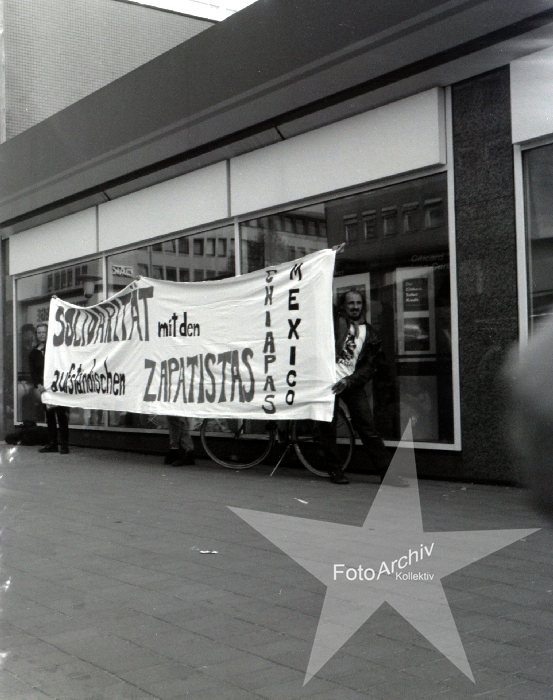 SOLIDARITÄT mit den
aufständischen ZAPATISTAS
CHIAPAS
MEXICO
FotoArchiv
Kollektiv